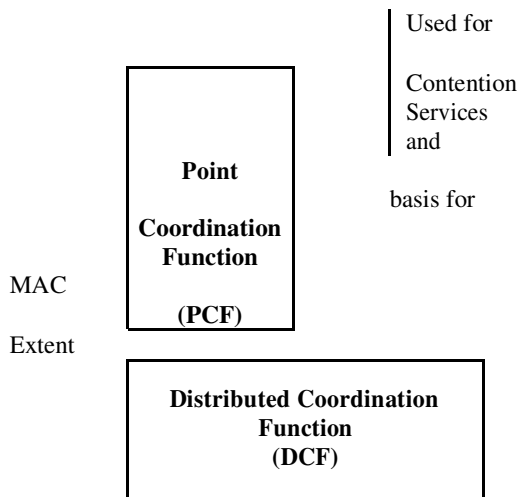 Used for
Contention
Services
and
basis for
Point
Coordination
Function
(PCF)
MAC
Extent
Distributed Coordination
Function
(DCF)